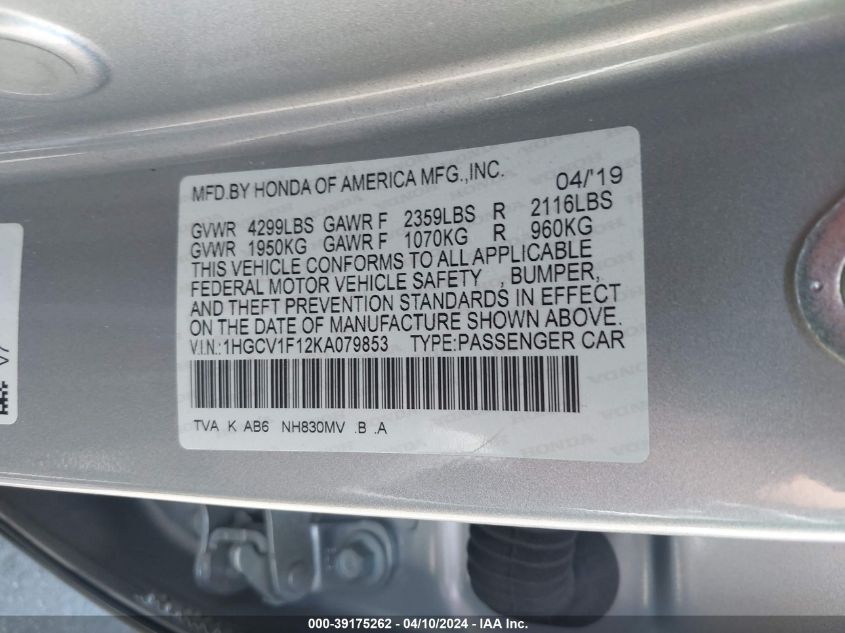 MFD.BY HONDA OF AMERICA MFG.,INC. 04/'19
GVWR 4299LBS GAWR F 2359LBS R 2116LBS
GVWR 1950KG GAWR F 1070KG R 960KG
THIS VEHICLE CONFORMS TO ALL APPLICABLE
FEDERAL MOTOR VEHICLE SAFETY , BUMPER,
AND THEFT PREVENTION STANDARDS IN EFFECT
ON THE DATE OF MANUFACTURE SHOWN ABOVE.
V.I.N.:1HGCV1F12KA079853 TYPE:PASSENGER CAR
TVA K AB6 NH830MV .B .A
000-39175262 - 04/10/2024 - IAA Inc.